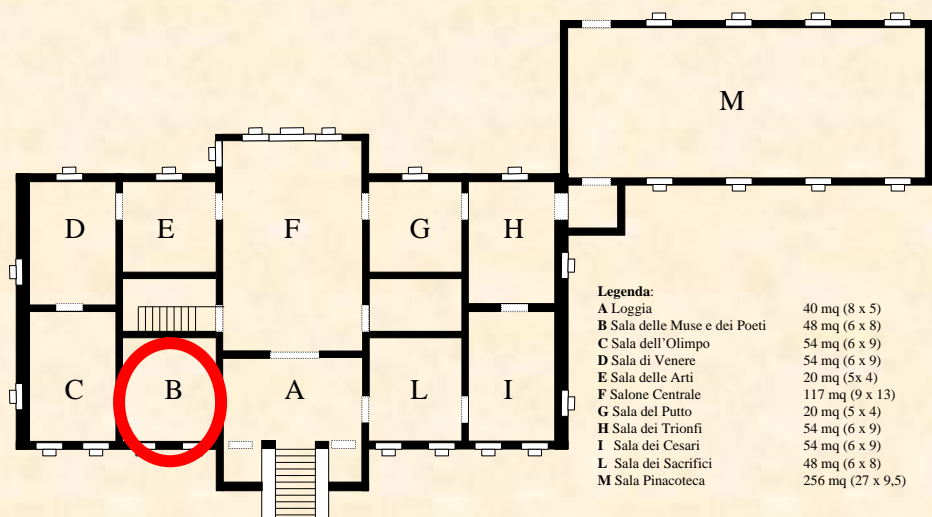 M
D
E
F
G
H
C
B
A
L
I
Legenda:
A Loggia 40 mq (8 x 5)
B Sala delle Muse e dei Poeti 48 mq (6 x 8)
C Sala dell'Olimpo 54 mq (6 x 9)
D Sala di Venere 54 mq (6 x 9)
E Sala delle Arti 20 mq (5x 4)
F Salone Centrale 117 mq (9 x 13)
G Sala del Putto 20 mq (5 x 4)
H Sala dei Trionfi 54 mq (6 x 9)
I Sala dei Cesari 54 mq (6 x 9)
L Sala dei Sacrifici 48 mq (6 x 8)
M Sala Pinacoteca 256 mq (27 x 9,5)